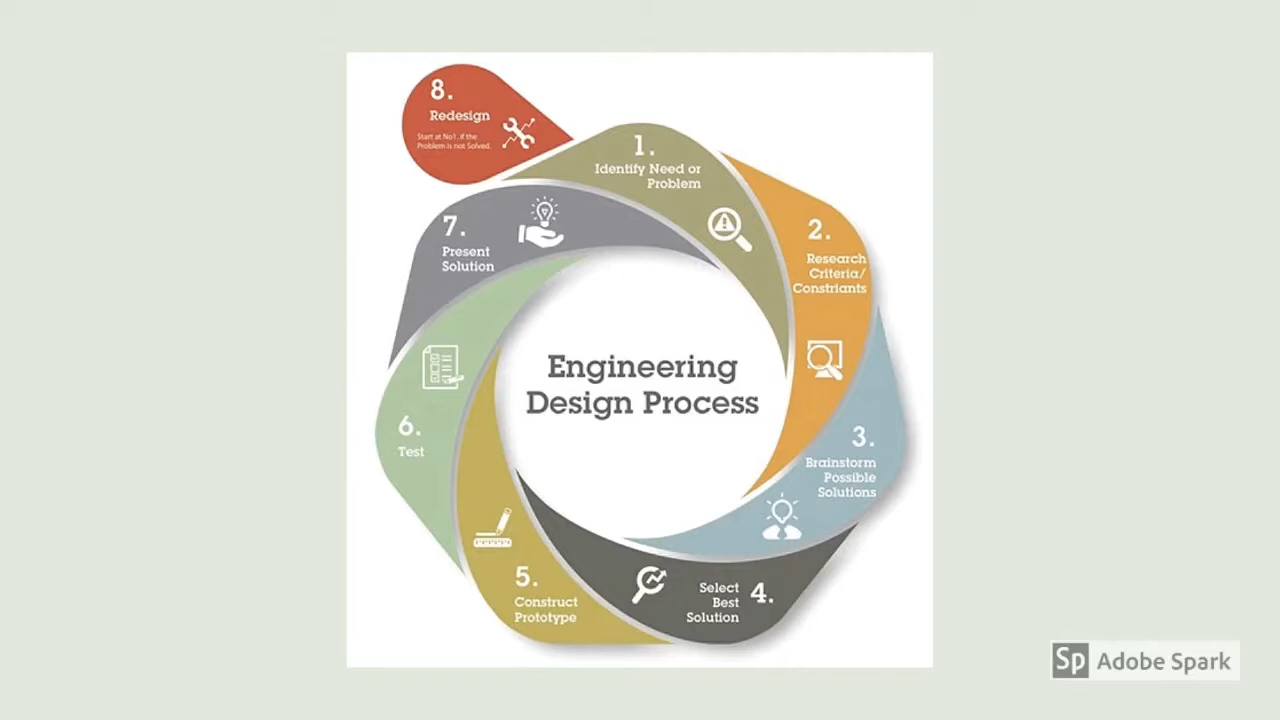 8.
Redesign
Start at No1. if the
Problem is not Solved.
1.
Identify Need or
Problem
2.
Research
Criteria/
Constriants
3.
Brainstorm
Possible
Solutions
4.
Select
Best
Solution
5.
Construct
Prototype
6.
Test
7.
Present
Solution
Engineering
Design Process
Sp Adobe Spark